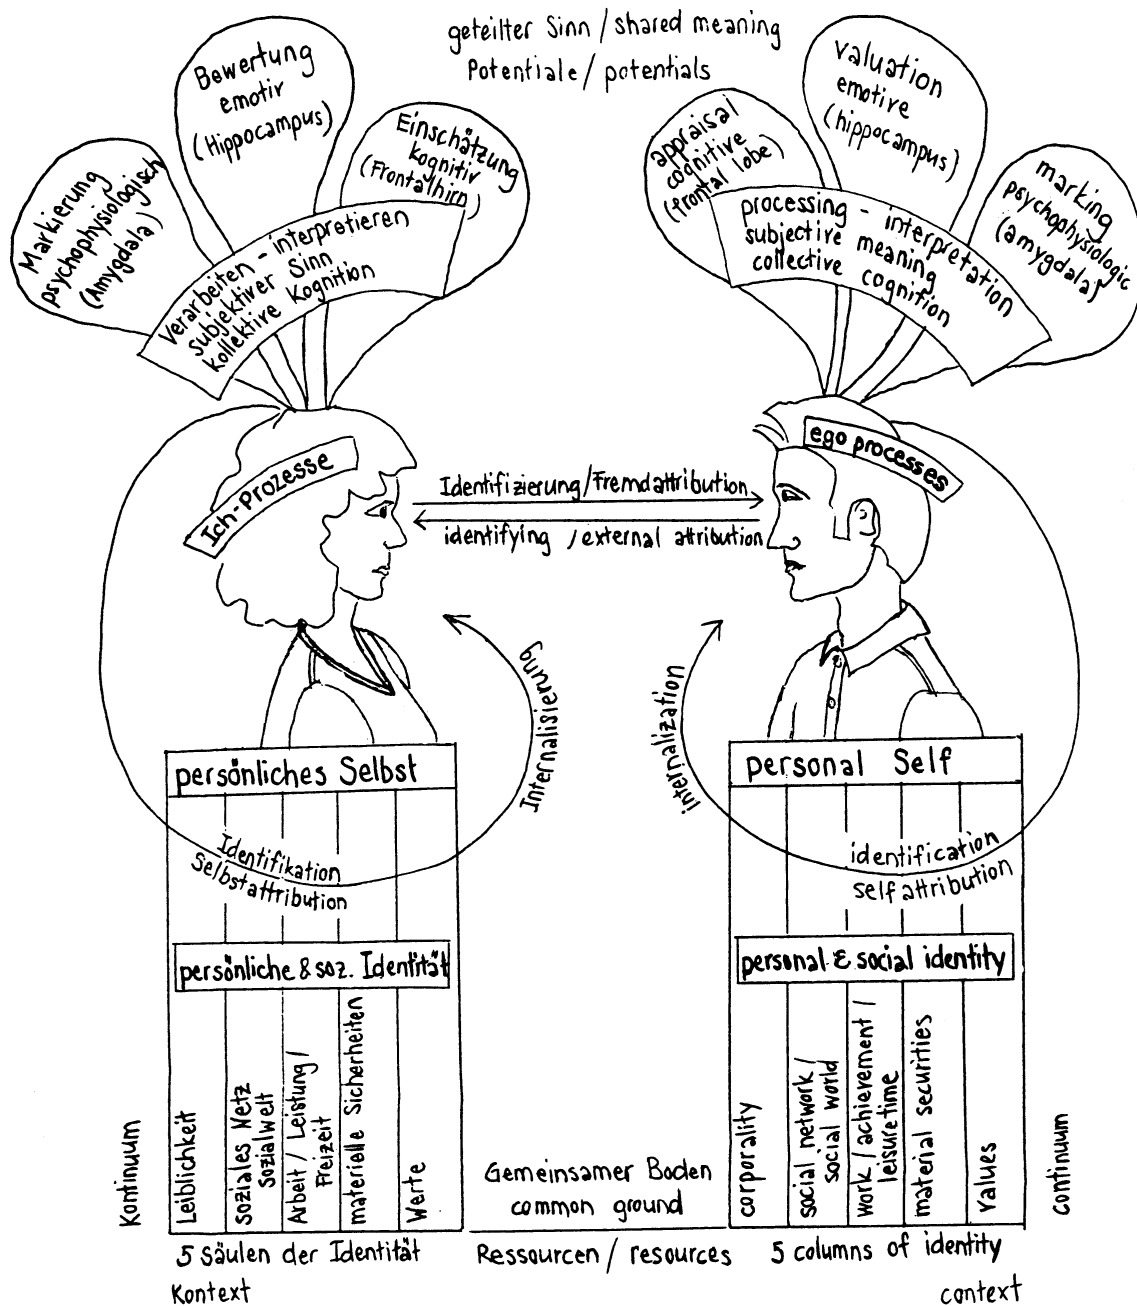 geteilter Sinn / shared meaning
Potentiale / potentials
Markierung
psychophysiologisch
(Amygdala)
Bewertung
emotiv
(Hippocampus)
Einschätzung
kognitiv
(Frontalhirn)
Verarbeiten - interpretieren
subjektiver Sinn
kollektive Kognition
appraisal
cognitive
(frontal lobe)
valuation
emotive
(hippocampus)
marking
psychophysiologic
(amygdala)
processing - interpretation
subjective meaning
collective cognition
Ich-Prozesse
ego processes
Identifizierung/Fremdattribution
identifying / external attribution
Internalisierung
internalization
persönliches Selbst
Identifikation
Selbstattribution
persönliche & soz. Identität
Kontinuum
Leiblichkeit
soziales Netz
Sozialwelt
Arbeit / Leistung /
Freizeit
materielle Sicherheiten
Werte
5 Säulen der Identität
Kontext
Gemeinsamer Boden
common ground
Ressourcen / resources
personal Self
identification
self attribution
personal & social identity
corporality
social network /
social world
work / achievement /
leisuretime
material securities
values
continuum
5 columns of identity
context